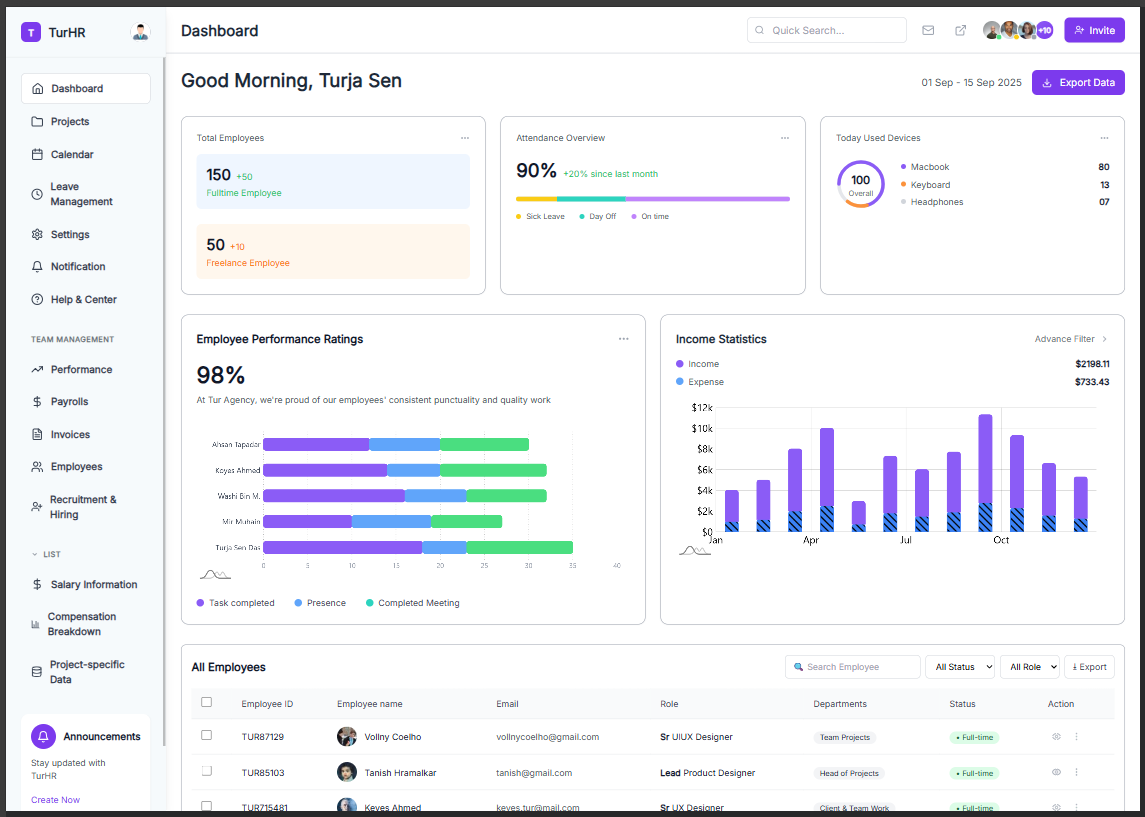 T TurHR
Dashboard
Quick Search...
+10
Invite
Dashboard
Projects
Calendar
Leave
Management
Settings
Notification
Help & Center
TEAM MANAGEMENT
Performance
Payrolls
Invoices
Employees
Recruitment &
Hiring
LIST
Salary Information
Compensation
Breakdown
Project-specific
Data
Announcements
Stay updated with
TurHR
Create Now
Good Morning, Turja Sen
01 Sep - 15 Sep 2025
Export Data
Total Employees
150 +50
Fulltime Employee
50 +10
Freelance Employee
Attendance Overview
90% +20% since last month
Sick Leave Day Off On time
Today Used Devices
100
Overall
Macbook 80
Keyboard 13
Headphones 07
Employee Performance Ratings
98%
At Tur Agency, we're proud of our employees' consistent punctuality and quality work
Ahsan Tapadar
Koyes Ahmed
Washi Bin M.
Mir Muhain
Turja Sen Das
0 5 10 15 20 25 30 35 40
Task completed Presence Completed Meeting
Income Statistics
Advance Filter
Income $2198.11
Expense $733.43
$12k
$10k
$8k
$6k
$4k
$2k
$0
Jan Apr Jul Oct
All Employees
Search Employee
All Status
All Role
Export
Employee ID Employee name Email Role Departments Status Action
TUR87129 Vollny Coelho vollnycoelho@gmail.com Sr UIUX Designer Team Projects • Full-time
TUR85103 Tanish Hramalkar tanish@gmail.com Lead Product Designer Head of Projects • Full-time
TUR715481 Keyes Ahmed keyes.tur@mail.com Sr UX Designer Client & Team Work • Full-time